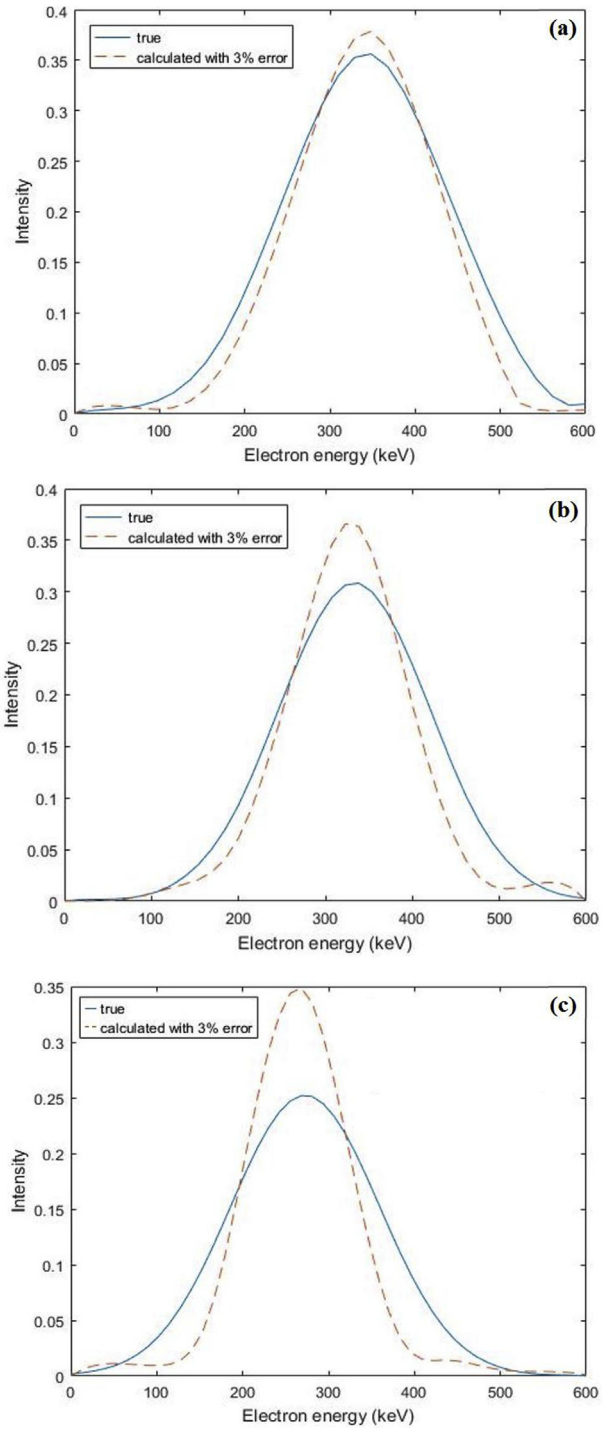 (a)
true
calculated with 3% error
0.4
0.35
0.3
0.25
0.2
0.15
0.1
0.05
0
Intensity
0 100 200 300 400 500 600
Electron energy (keV)
(b)
true
calculated with 3% error
0.4
0.35
0.3
0.25
0.2
0.15
0.1
0.05
0
Intensity
0 100 200 300 400 500 600
Electron energy (keV)
(c)
true
calculated with 3% error
0.35
0.3
0.25
0.2
0.15
0.1
0.05
0
Intensity
0 100 200 300 400 500 600
Electron energy (keV)